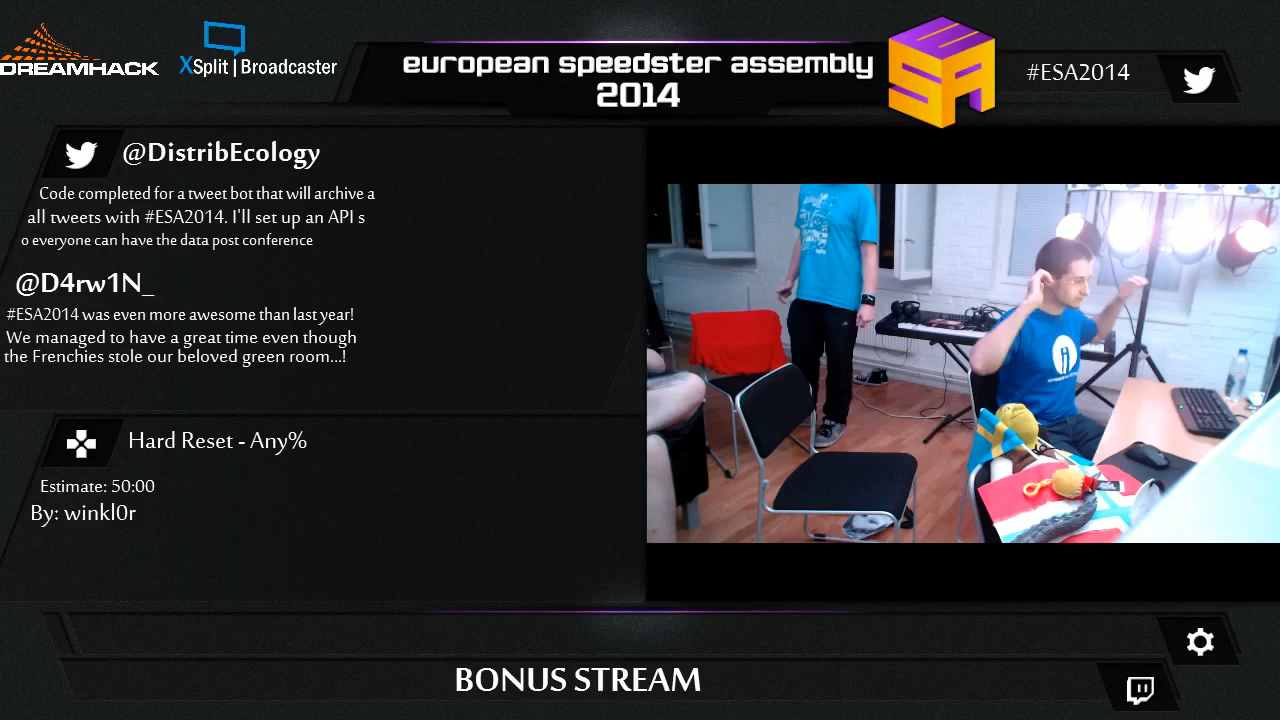 DREAMHACK
XSplit | Broadcaster
european speedster assembly
2014
SA
#ESA2014
@DistribEcology
Code completed for a tweet bot that will archive a
all tweets with #ESA2014. I'll set up an API s
o everyone can have the data post conference
@D4rw1N_
#ESA2014 was even more awesome than last year!
We managed to have a great time even though
the Frenchies stole our beloved green room...!
Hard Reset - Any%
Estimate: 50:00
By: winkl0r
BONUS STREAM